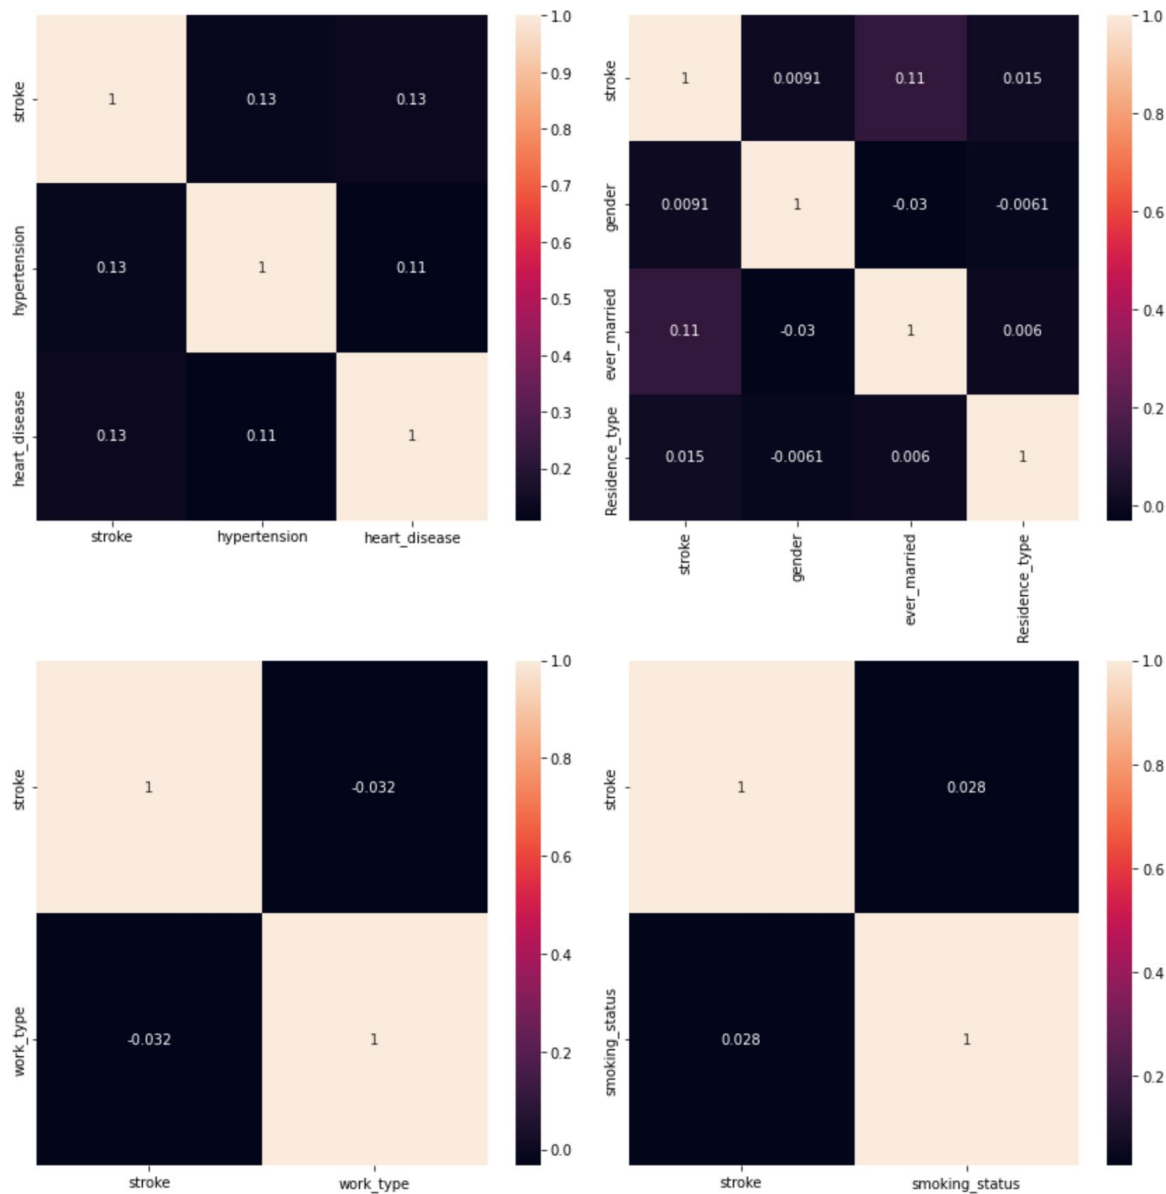 stroke
1 0.13 0.13
hypertension
0.13 1 0.11
heart_disease
0.13 0.11 1
stroke hypertension heart_disease
1.0
0.9
0.8
0.7
0.6
0.5
0.4
0.3
0.2
stroke
1 0.0091 0.11 0.015
gender
0.0091 1 -0.03 -0.0061
ever_married
0.11 -0.03 1 0.006
Residence_type
0.015 -0.0061 0.006 1
stroke gender ever_married Residence_type
1.0
0.8
0.6
0.4
0.2
0.0
stroke
1 -0.032
work_type
-0.032 1
stroke work_type
1.0
0.8
0.6
0.4
0.2
0.0
stroke
1 0.028
smoking_status
0.028 1
stroke smoking_status
1.0
0.8
0.6
0.4
0.2